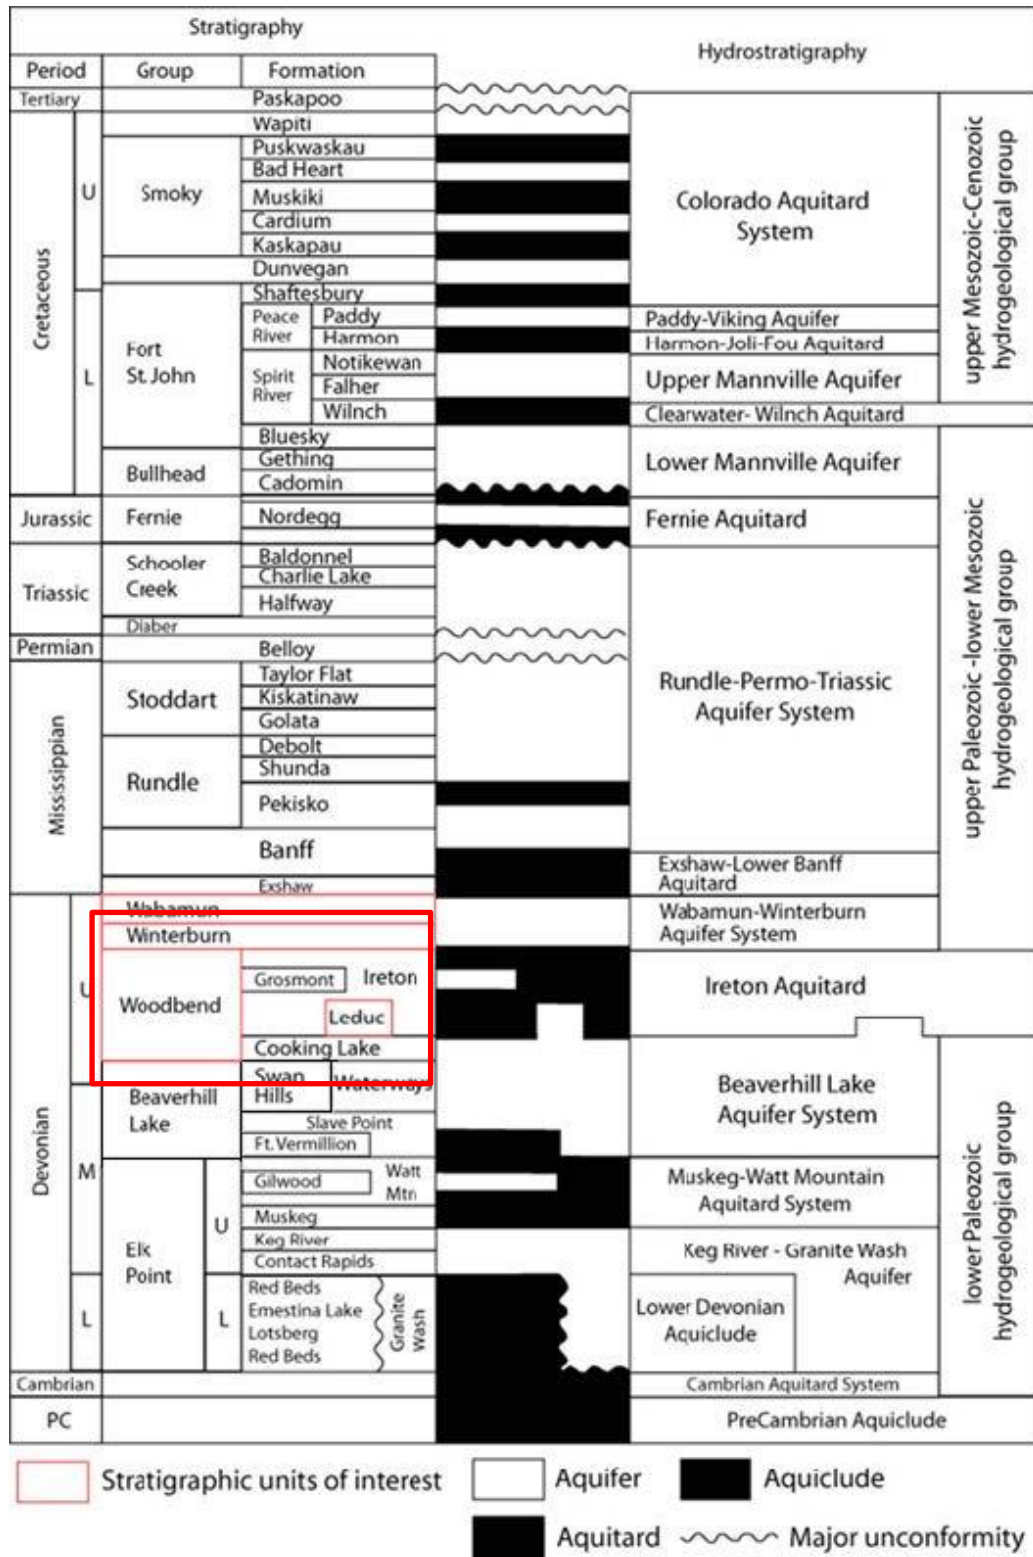 Stratigraphy
Hydrostratigraphy
Period
Group
Formation
Tertiary
Paskapoo
Cretaceous
U
Wapiti
Smoky
Puskwaskau
Bad Heart
Muskiki
Cardium
Kaskapau
Dunvegan
L
Fort
St. John
Shaftesbury
Peace
River
Paddy
Harmon
Spirit
River
Notikewan
Falher
Wilnch
Bluesky
Bullhead
Gething
Cadomin
Jurassic
Fernie
Nordegg
Triassic
Schooler
Creek
Baldonnel
Charlie Lake
Halfway
Diaber
Permian
Belloy
Mississippian
Stoddart
Taylor Flat
Kiskatinaw
Golata
Rundle
Debolt
Shunda
Pekisko
Banff
Exshaw
Devonian
U
Wabamun
Winterburn
Woodbend
Grosmont
Ireton
Leduc
Cooking Lake
M
Beaverhill
Lake
Swan
Hills
Waterways
Slave Point
Ft. Vermillion
Elk
Point
U
Gilwood
Watt
Mtn
Muskeg
Keg River
Contact Rapids
L
L
Red Beds
Ernestina Lake
Lotsberg
Red Beds
Granite
Wash
Cambrian
PC
Colorado Aquitard
System
Paddy-Viking Aquifer
Harmon-Joli-Fou Aquitard
Upper Mannville Aquifer
Clearwater- Wilnch Aquitard
Lower Mannville Aquifer
Fernie Aquitard
Rundle-Permo-Triassic
Aquifer System
Exshaw-Lower Banff
Aquitard
Wabamun-Winterburn
Aquifer System
Ireton Aquitard
Beaverhill Lake
Aquifer System
Muskeg-Watt Mountain
Aquitard System
Keg River - Granite Wash
Aquifer
Lower Devonian
Aquiclude
Cambrian Aquitard System
PreCambrian Aquiclude
upper Mesozoic-Cenozoic
hydrogeological group
upper Paleozoic -lower Mesozoic
hydrogeological group
lower Paleozoic
hydrogeological group
Stratigraphic units of interest
Aquifer
Aquiclude
Aquitard
Major unconformity